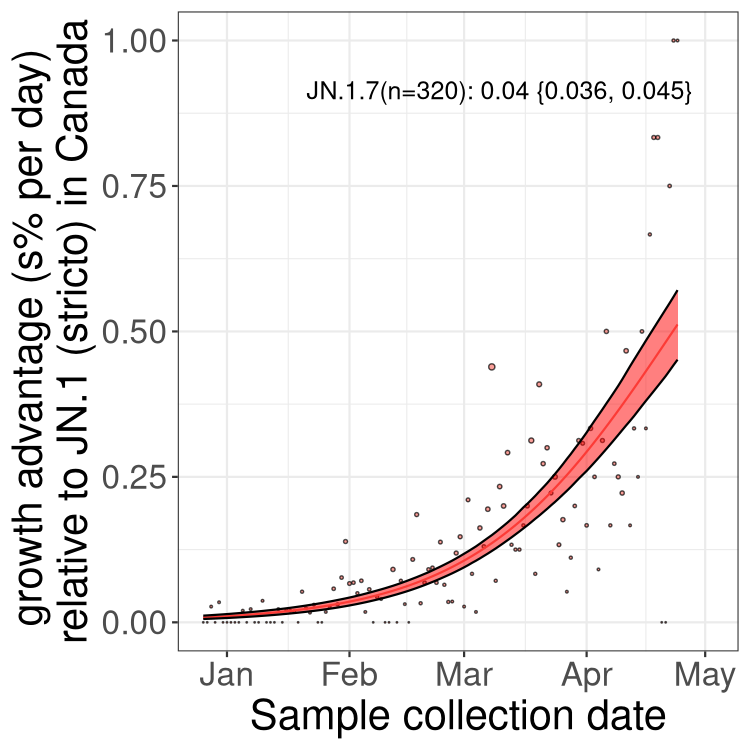 growth advantage (s% per day)
relative to JN.1 (stricto) in Canada
1.00
0.75
0.50
0.25
0.00
JN.1.7(n=320): 0.04 {0.036, 0.045}
Jan Feb Mar Apr May
Sample collection date